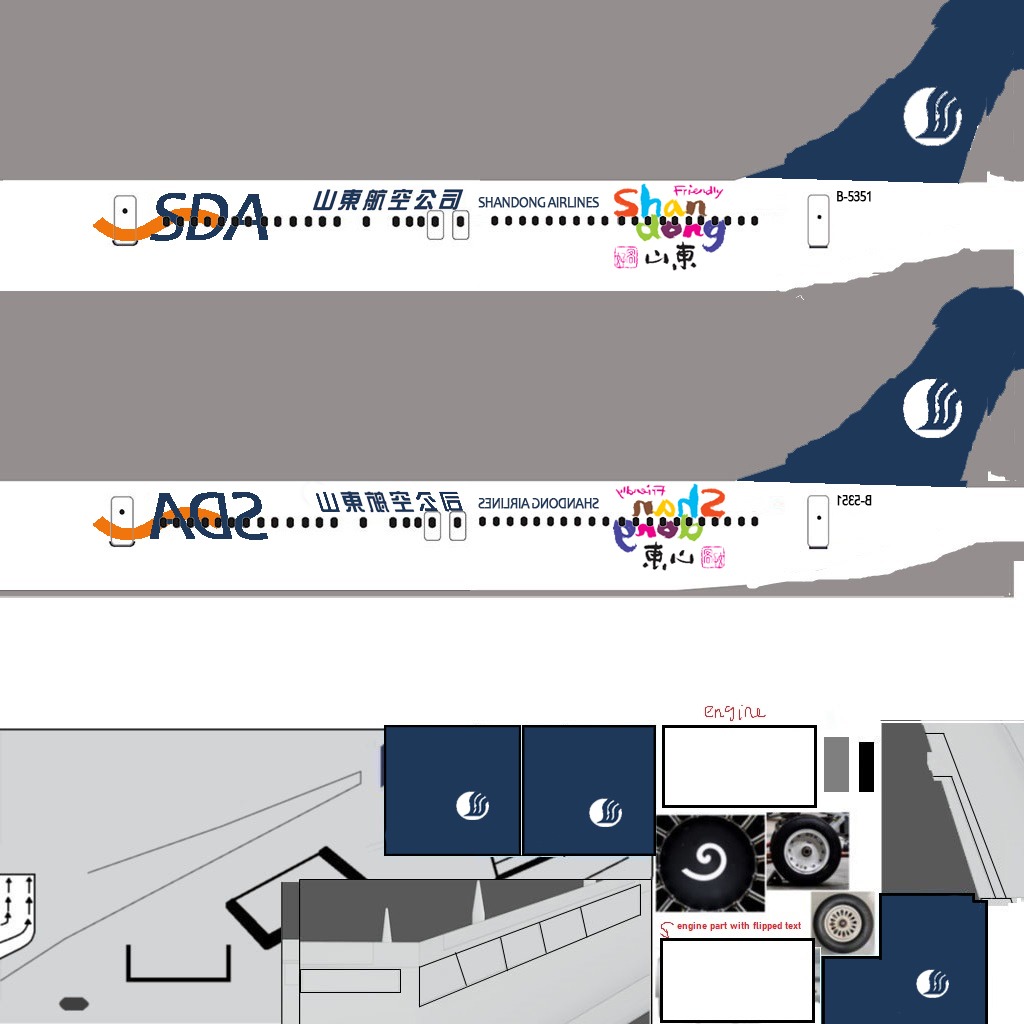 SDA
山東航空公司
SHANDONG AIRLINES
Friendly
Shan
dong
山東
B-5351
SDA
山東航空公司
SHANDONG AIRLINES
Friendly
Shan
dong
山東
B-5351
engine
engine part with flipped text